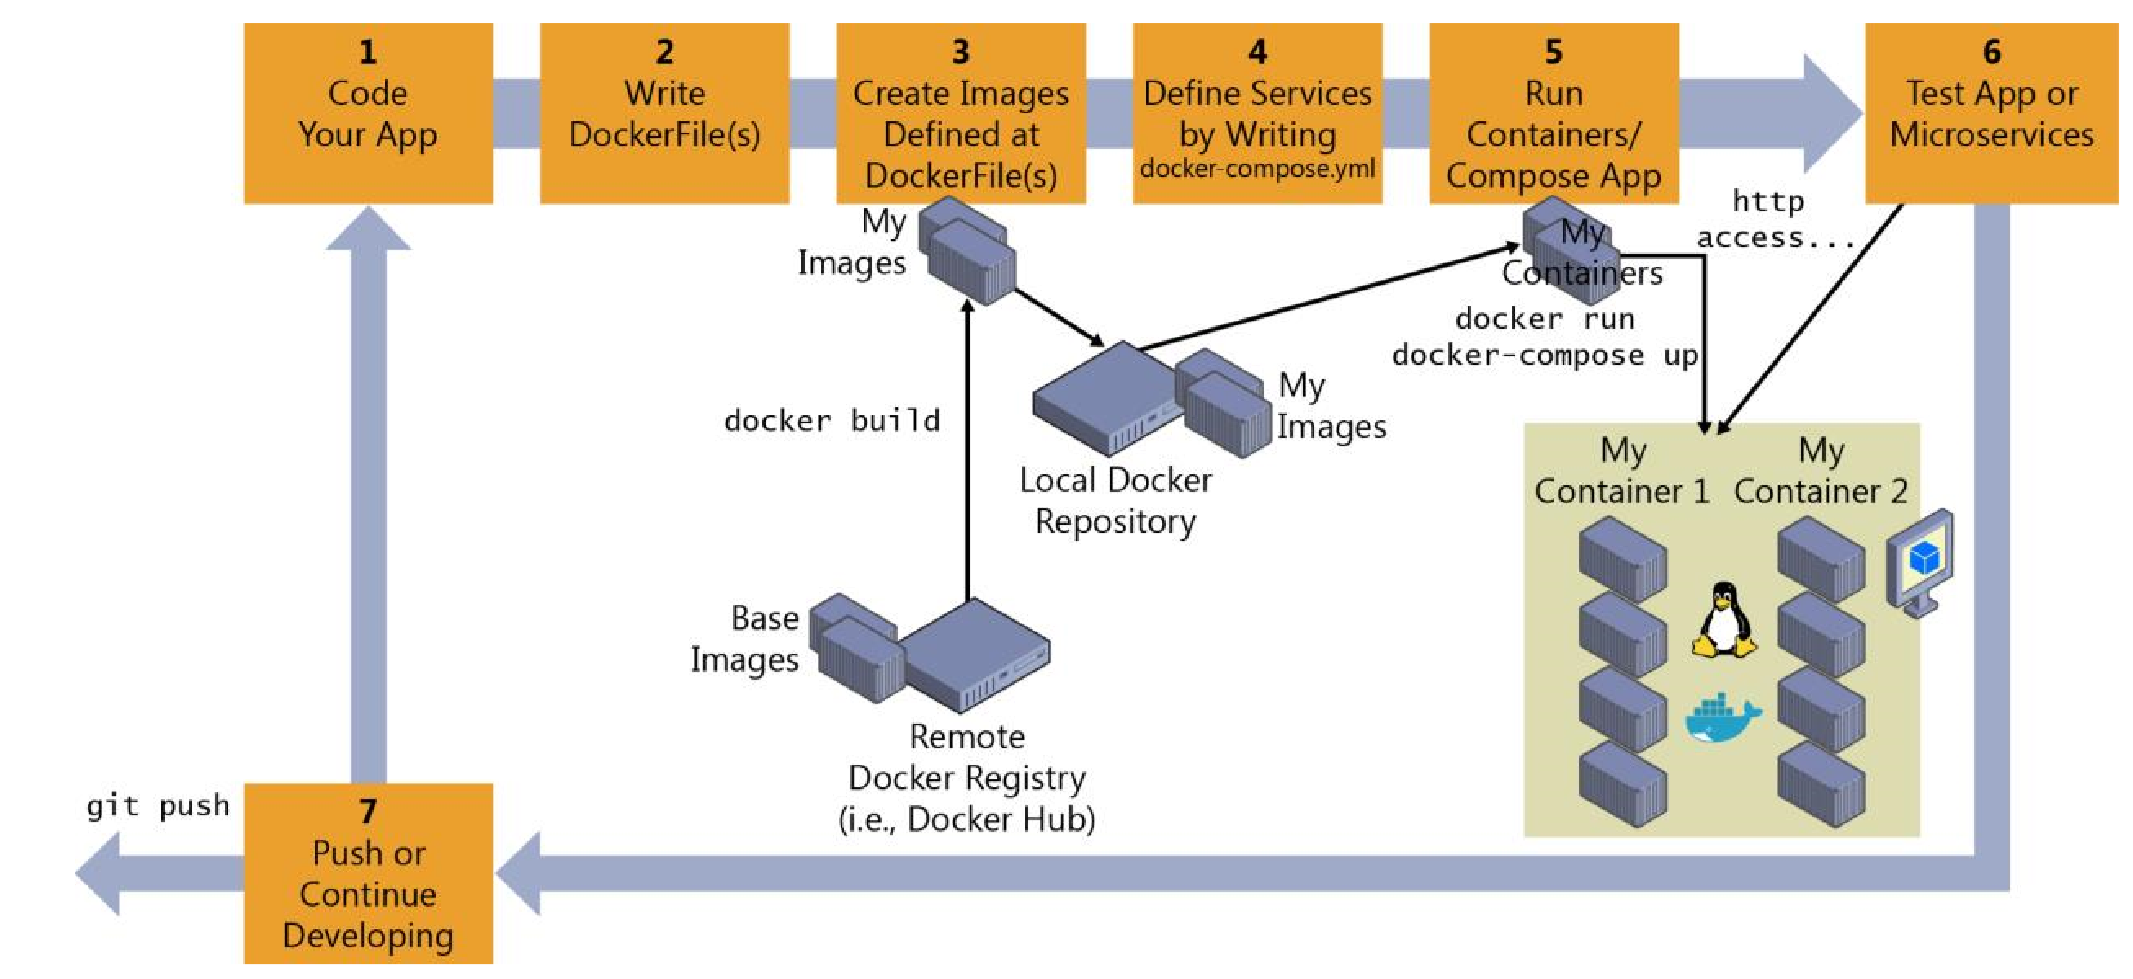 1
Code
Your App
2
Write
DockerFile(s)
3
Create Images
Defined at
DockerFile(s)
4
Define Services
by Writing
docker-compose.yml
5
Run
Containers/
Compose App
6
Test App or
Microservices
My
Images
My
Containers
http
access...
docker run
docker-compose up
docker build
My
Images
Local Docker
Repository
My
Container 1
My
Container 2
Base
Images
Remote
Docker Registry
(i.e., Docker Hub)
git push
7
Push or
Continue
Developing